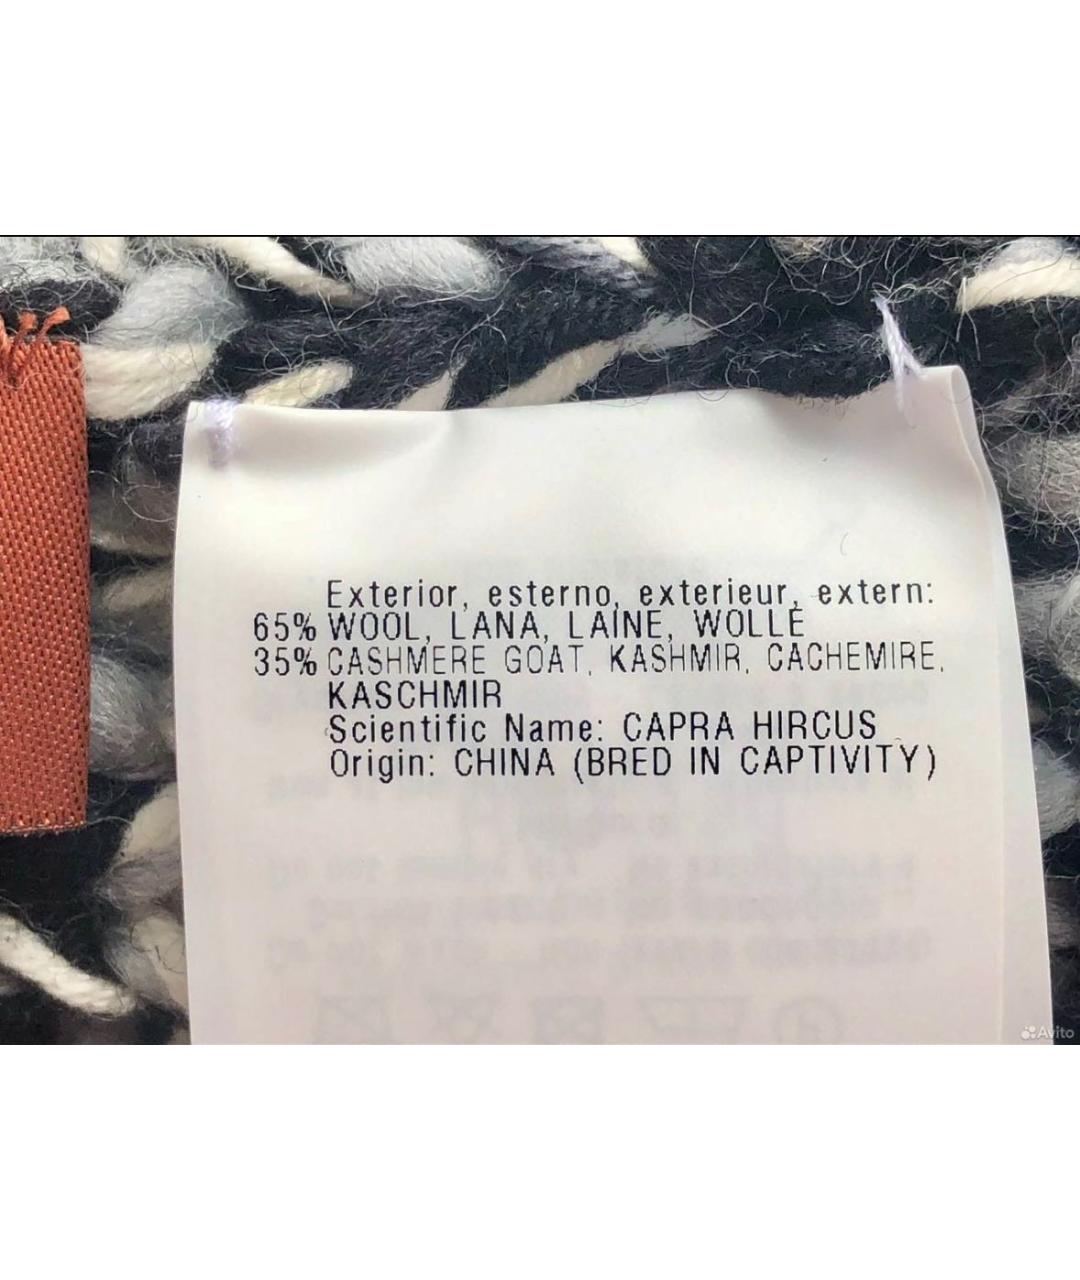 Exterior, esterno, exterieur, extern:
65% WOOL, LANA, LAINE, WOLLE
35% CASHMERE GOAT, KASHMIR, CACHEMIRE,
KASCHMIR
Scientific Name: CAPRA HIRCUS
Origin: CHINA (BRED IN CAPTIVITY)
Avito